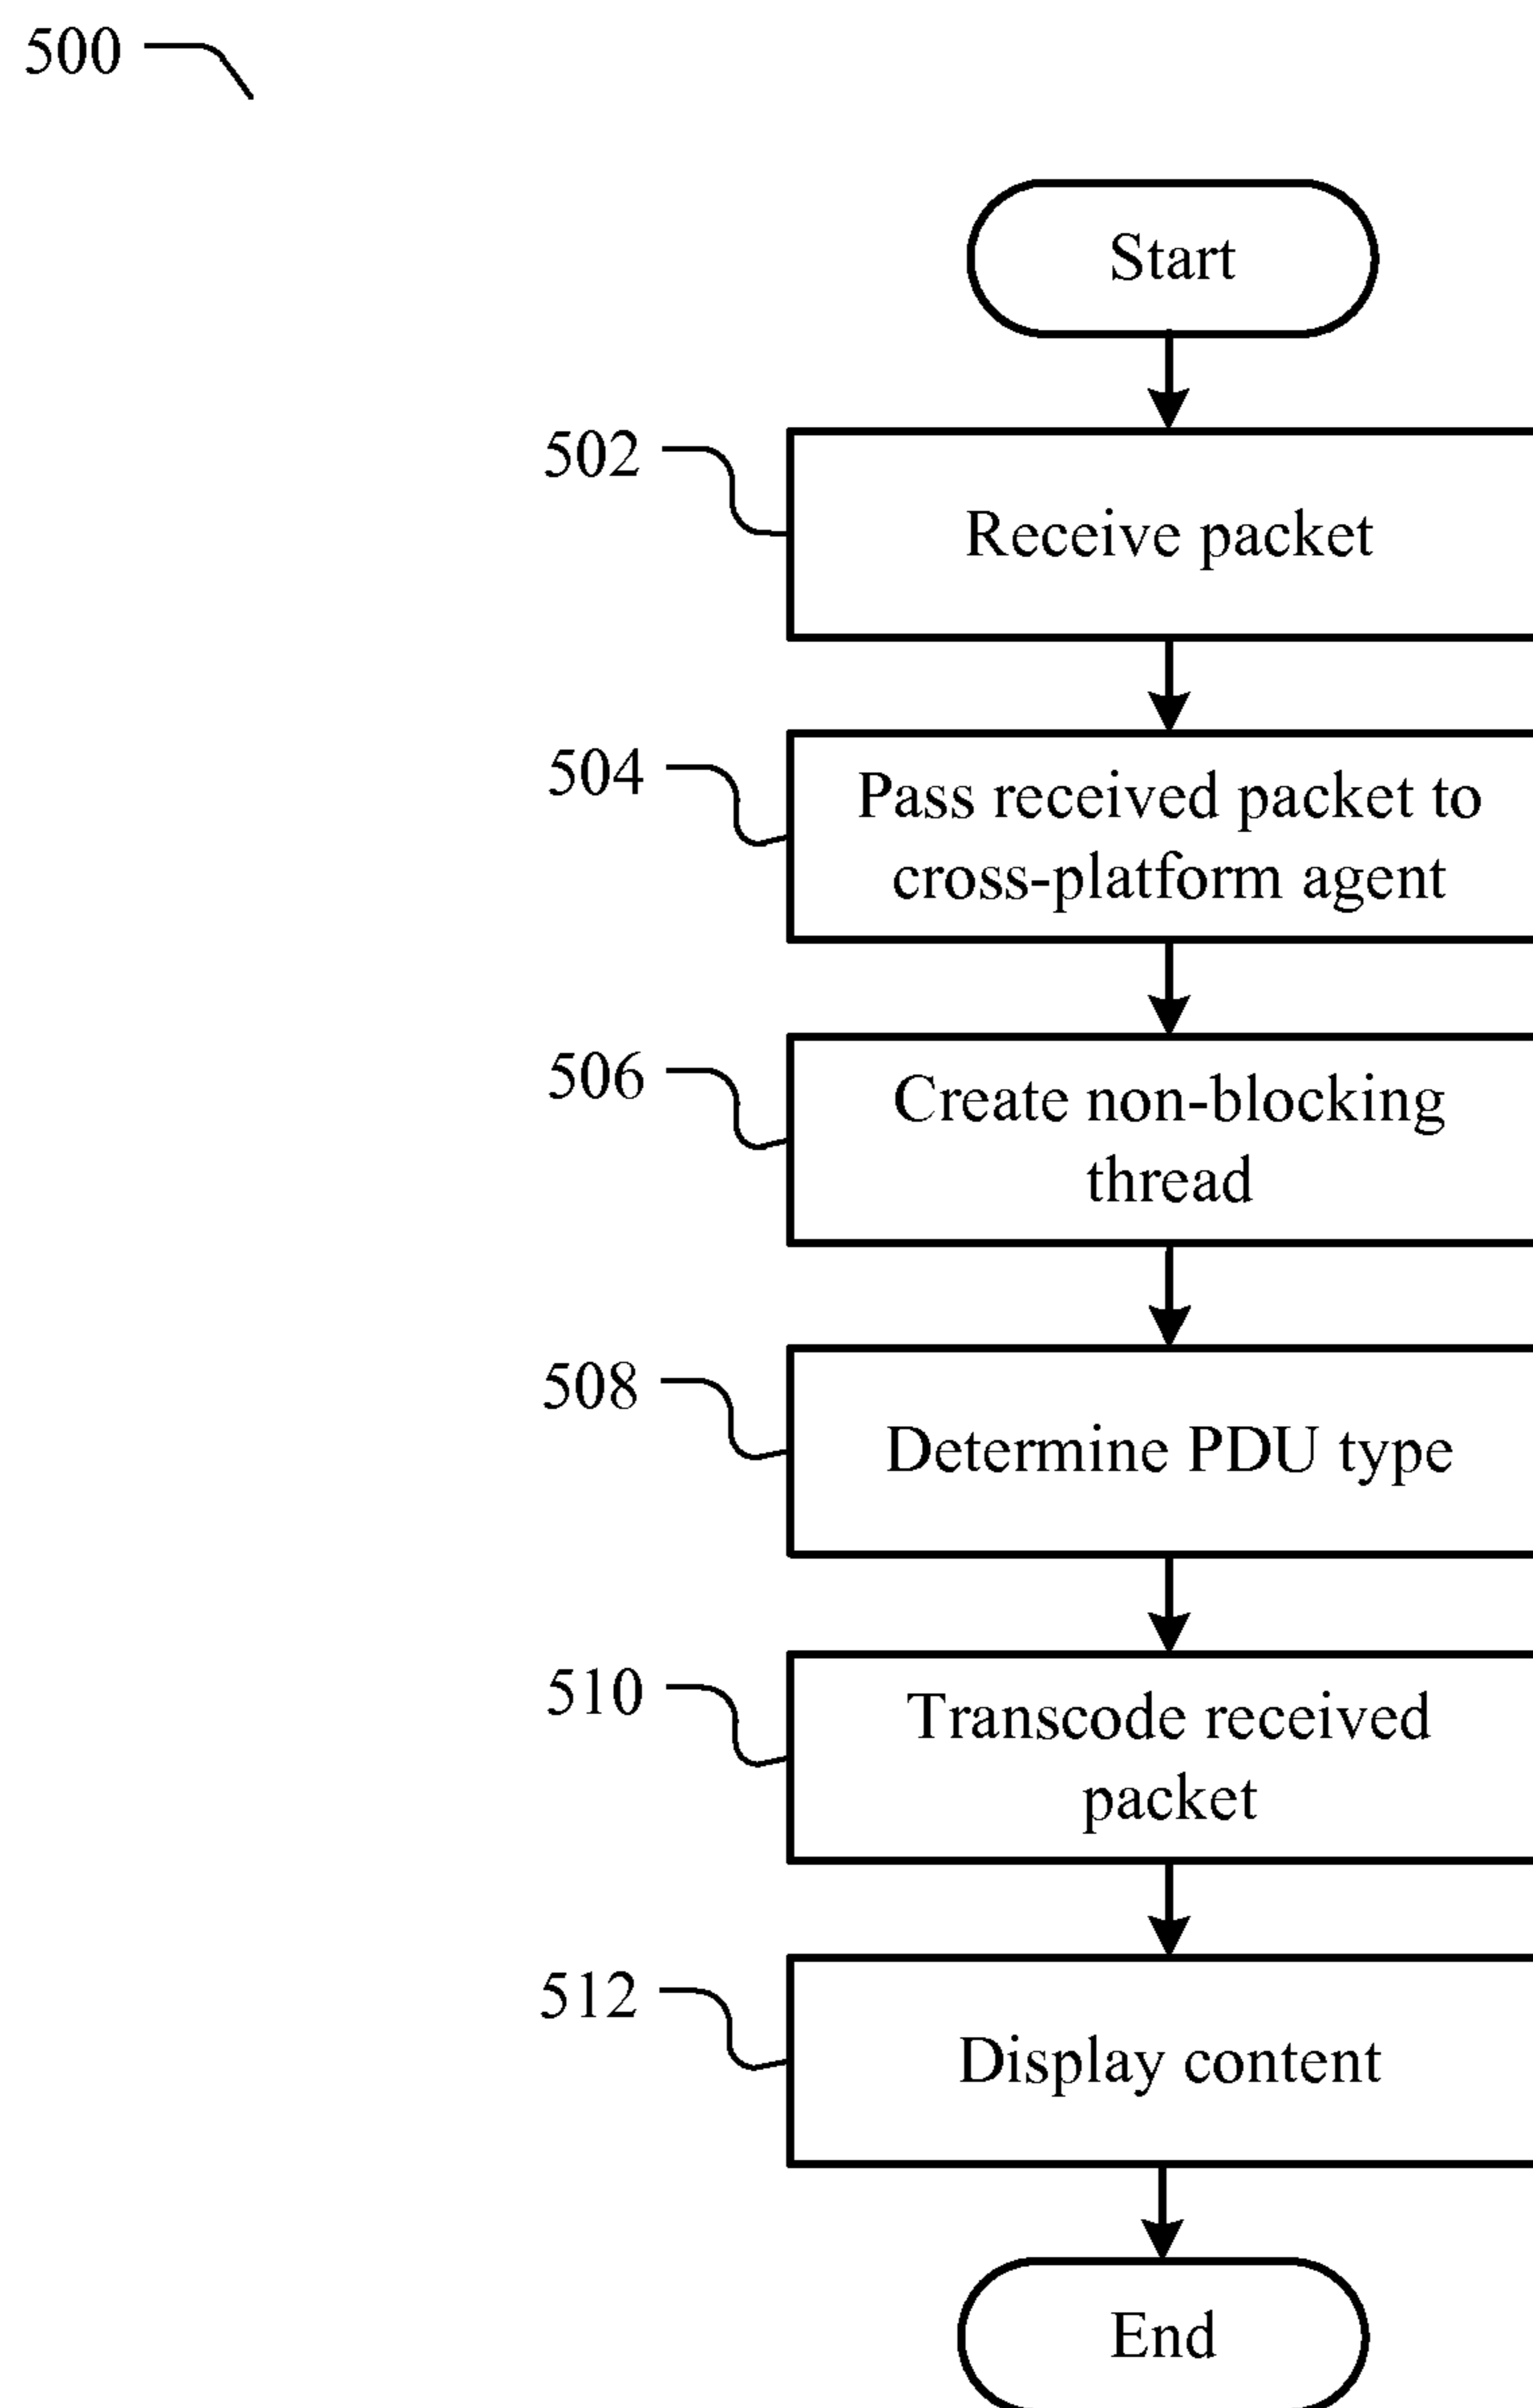 500
Start
502
Receive packet
504
Pass received packet to
cross-platform agent
506
Create non-blocking
thread
508
Determine PDU type
510
Transcode received
packet
512
Display content
End